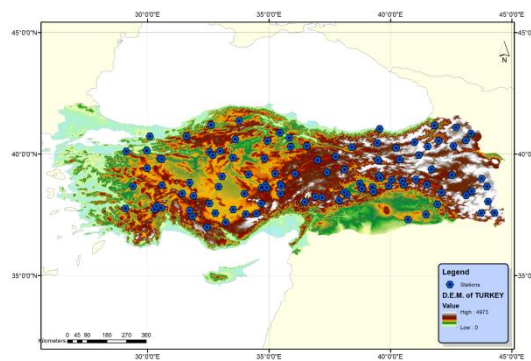 30°0'0"E 35°0'0"E 40°0'0"E 45°0'0"E
45°0'0"N 45°0'0"N
N
40°0'0"N 40°0'0"N
35°0'0"N 35°0'0"N
Legend
Stations
D.E.M. of TURKEY
Value
High : 4973
Low : 0
Kilometers
0 45 90 180 270 360
30°0'0"E 35°0'0"E 40°0'0"E 45°0'0"E